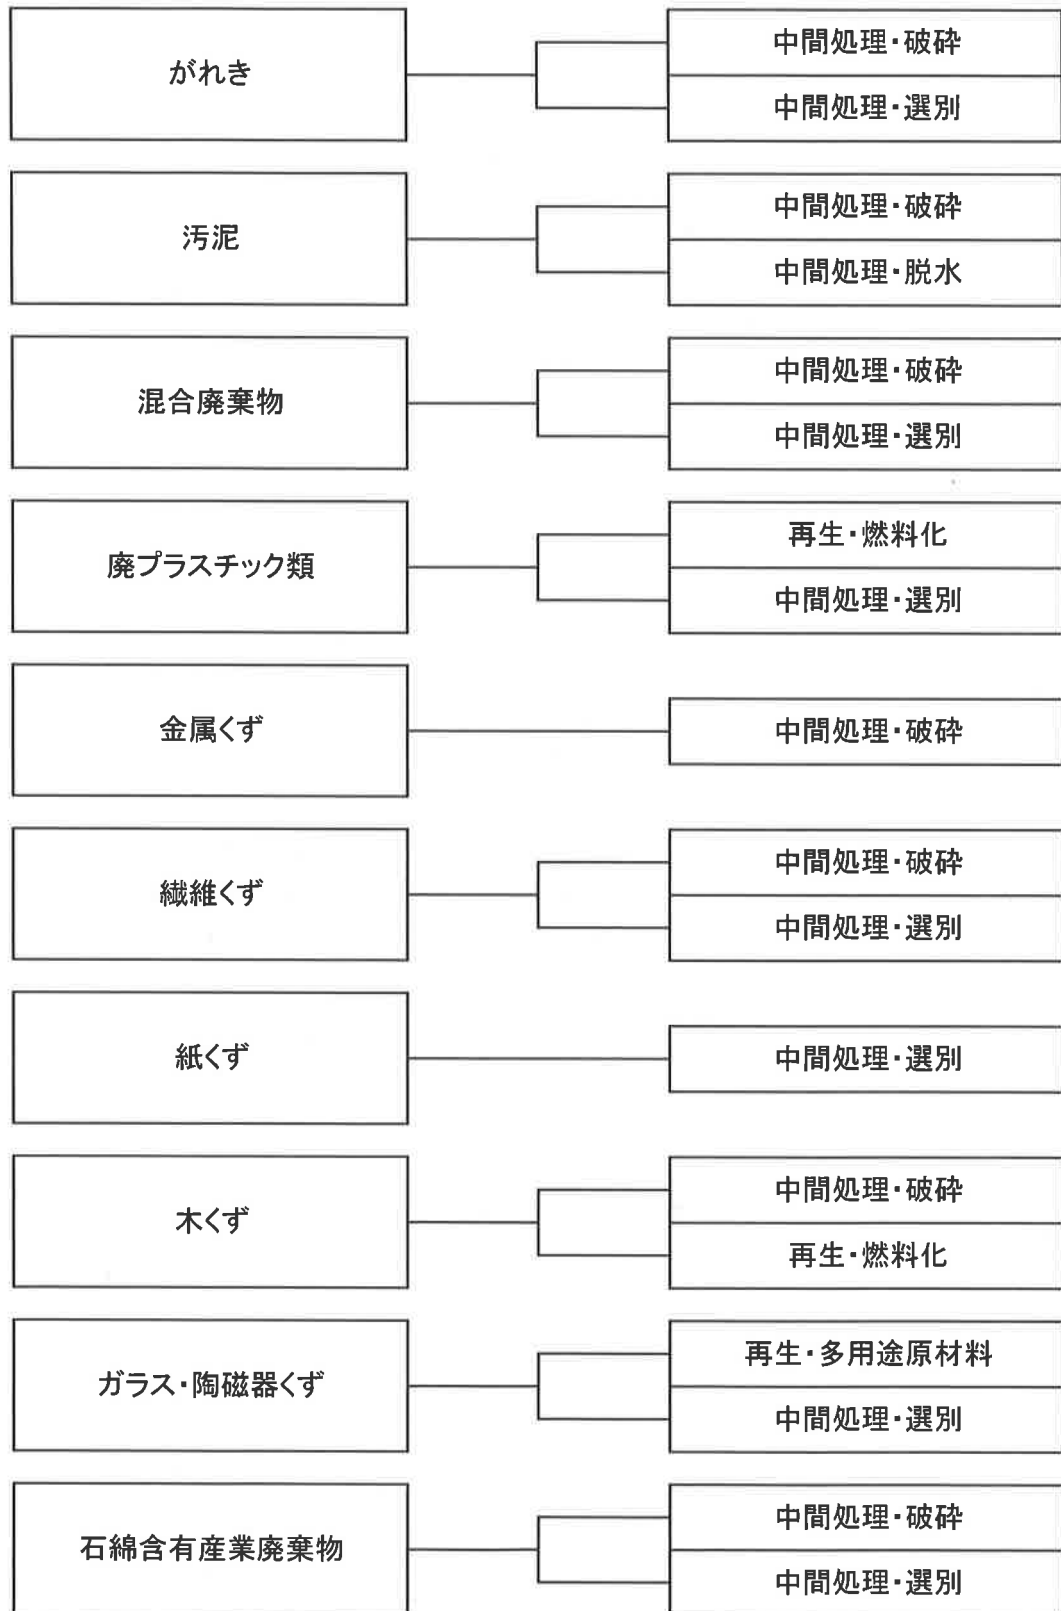 がれき
中間処理・破砕
中間処理・選別
汚泥
中間処理・破砕
中間処理・脱水
混合廃棄物
中間処理・破砕
中間処理・選別
廃プラスチック類
再生・燃料化
中間処理・選別
金属くず
中間処理・破砕
繊維くず
中間処理・破砕
中間処理・選別
紙くず
中間処理・選別
木くず
中間処理・破砕
再生・燃料化
ガラス・陶磁器くず
再生・多用途原材料
中間処理・選別
石綿含有産業廃棄物
中間処理・破砕
中間処理・選別